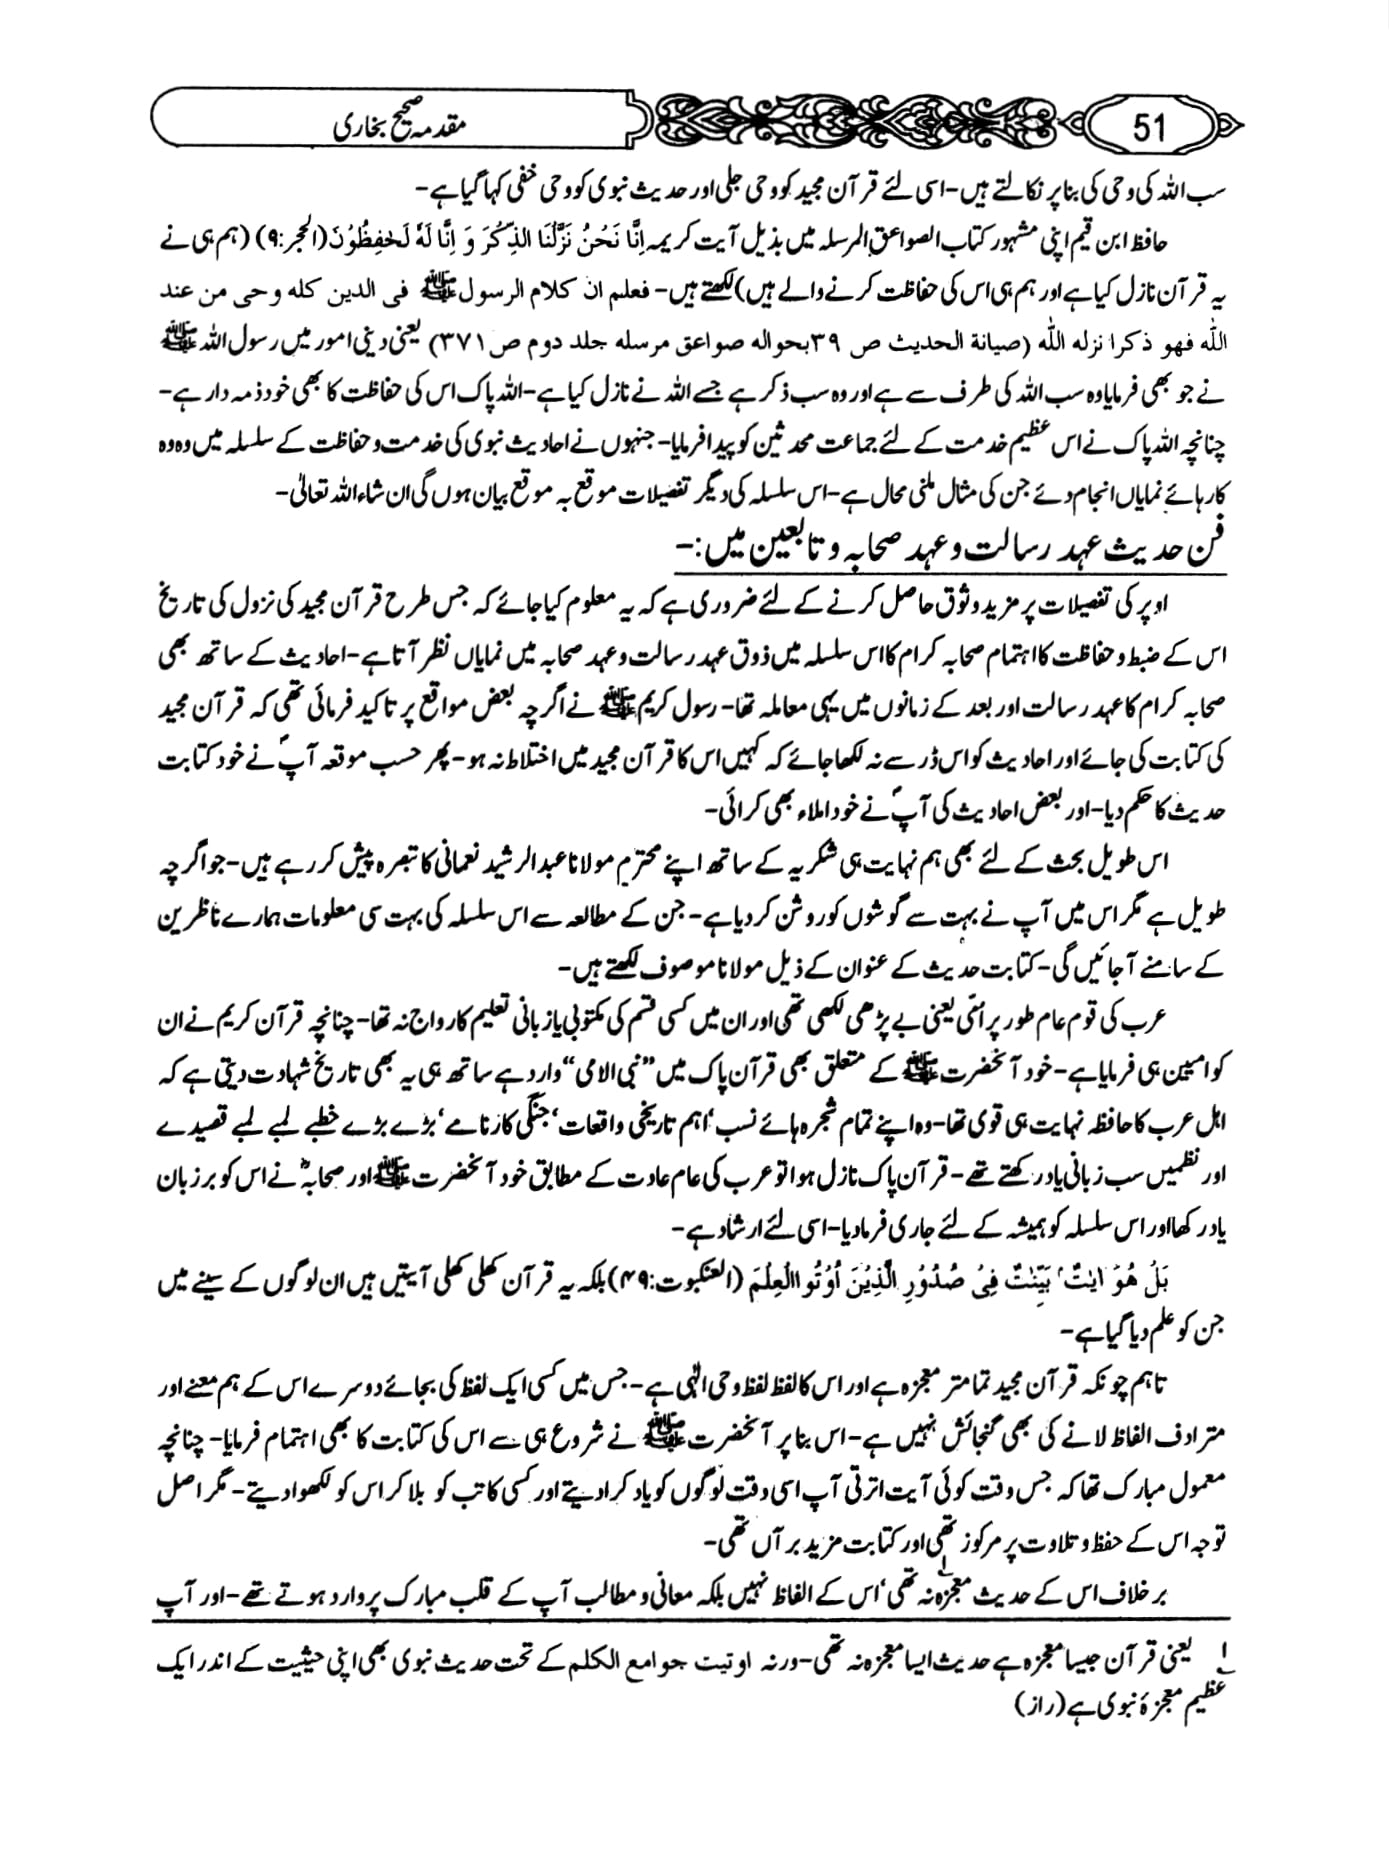 51
مقدمہ صحیح بخاری
سب اللہ کی وحی کی بنا پر نکالتے ہیں-اسی لئے قرآن مجید کو وحی جلی اور حدیث نبوی کو وحی خفی کہا گیا ہے-
حافظ ابن قیم اپنی مشہور کتاب الصواعق المرسلہ میں بذیل آیت کریمہ اِنَّا نَحْنُ نَزَّلْنَا الذِّكْرَ وَ اِنَّا لَهٗ لَحٰفِظُوْنَ (الحجر:۹) (ہم ہی نے
یہ قرآن نازل کیا ہے اور ہم ہی اس کی حفاظت کرنے والے ہیں) لکھتے ہیں- فعلم ان كلام الرسول ﷺ فى الدين كله وحى من عند
اللّٰه فهو ذكرا نزله اللّٰه (صيانة الحديث ص ۳۹ بحواله صواعق مرسله جلد دوم ص ۳۷۱) یعنی دینی امور میں رسول اللہ ﷺ
نے جو بھی فرمایا وہ سب اللہ کی طرف سے ہے اور وہ سب ذکر ہے جسے اللہ نے نازل کیا ہے-اللہ پاک اس کی حفاظت کا بھی خود ذمہ دار ہے-
چنانچہ اللہ پاک نے اس عظیم خدمت کے لئے جماعت محدثین کو پیدا فرمایا-جنہوں نے احادیث نبوی کی خدمت و حفاظت کے سلسلہ میں وہ وہ
کارہائے نمایاں انجام دئے جن کی مثال ملنی محال ہے-اس سلسلہ کی دیگر تفصیلات موقع بہ موقع بیان ہوں گی ان شاء اللہ تعالیٰ-
فن حدیث عہد رسالت و عہد صحابہ و تابعین میں:-
اوپر کی تفصیلات پر مزید وثوق حاصل کرنے کے لئے ضروری ہے کہ یہ معلوم کیا جائے کہ جس طرح قرآن مجید کی نزول کی تاریخ
اس کے ضبط و حفاظت کا اہتمام صحابہ کرام کا اس سلسلہ میں ذوق عہد رسالت و عہد صحابہ میں نمایاں نظر آتا ہے-احادیث کے ساتھ بھی
صحابہ کرام کا عہد رسالت اور بعد کے زمانوں میں یہی معاملہ تھا-رسول کریم ﷺ نے اگرچہ بعض مواقع پر تاکید فرمائی تھی کہ قرآن مجید
کی کتابت کی جائے اور احادیث کو اس ڈر سے نہ لکھا جائے کہ کہیں اس کا قرآن مجید میں اختلاط نہ ہو-پھر حسب موقعہ آپؐ نے خود کتابت
حدیث کا حکم دیا-اور بعض احادیث کی آپؐ نے خود املاء بھی کرائی-
اس طویل بحث کے لئے بھی ہم نہایت ہی شکریہ کے ساتھ اپنے محترم مولانا عبدالرشید نعمانی کا تبصرہ پیش کر رہے ہیں-جو اگرچہ
طویل ہے مگر اس میں آپ نے بہت سے گوشوں کو روشن کر دیا ہے-جن کے مطالعہ سے اس سلسلہ کی بہت سی معلومات ہمارے ناظرین
کے سامنے آجائیں گی-کتابت حدیث کے عنوان کے ذیل مولانا موصوف لکھتے ہیں-
عرب کی قوم عام طور پر اُمّی یعنی بے پڑھی لکھی تھی اور ان میں کسی قسم کی مکتوبی یا زبانی تعلیم کا رواج نہ تھا-چنانچہ قرآن کریم نے ان
کو امیین ہی فرمایا ہے-خود آنحضرت ﷺ کے متعلق بھی قرآن پاک میں ”نبی الامی“ وارد ہے ساتھ ہی یہ بھی تاریخ شہادت دیتی ہے کہ
اہل عرب کا حافظہ نہایت ہی قوی تھا-وہ اپنے تمام شجرہ ہائے نسب ‘اہم تاریخی واقعات ‘جنگی کارنامے ‘بڑے بڑے خطبے لمبے لمبے قصیدے
اور نظمیں سب زبانی یاد رکھتے تھے-قرآن پاک نازل ہوا تو عرب کی عام عادت کے مطابق خود آنحضرت ﷺ اور صحابہؓ نے اس کو برزبان
یاد رکھا اور اس سلسلہ کو ہمیشہ کے لئے جاری فرما دیا-اسی لئے ارشاد ہے-
بَلْ هُوَ اٰيٰتٌ ۢ بَيِّنٰتٌ فِىْ صُدُوْرِ الَّذِيْنَ اُوْتُوا الْعِلْمَ (العنکبوت:۴۹) بلکہ یہ قرآن کھلی کھلی آیتیں ہیں ان لوگوں کے سینے میں
جن کو علم دیا گیا ہے-
تاہم چونکہ قرآن مجید تمامتر معجزہ ہے اور اس کا لفظ لفظ وحی الٰہی ہے-جس میں کسی ایک لفظ کی بجائے دوسرے اس کے ہم معنے اور
مترادف الفاظ لانے کی بھی گنجائش نہیں ہے-اس بنا پر آنحضرت ﷺ نے شروع ہی سے اس کی کتابت کا بھی اہتمام فرمایا-چنانچہ
معمول مبارک تھا کہ جس وقت کوئی آیت اترتی آپ اسی وقت لوگوں کو یاد کرا دیتے اور کسی کاتب کو بلا کر اس کو لکھوا دیتے-مگر اصل
توجہ اس کے حفظ و تلاوت پر مرکوز تھی اور کتابت مزید برآں تھی-
برخلاف اس کے حدیث معجزہ نہ تھی ۱؎ اس کے الفاظ نہیں بلکہ معانی و مطالب آپ کے قلب مبارک پر وارد ہوتے تھے-اور آپ
۱؎ یعنی قرآن جیسا معجزہ ہے حدیث ایسا معجزہ نہ تھی-ورنہ اوتیت جوامع الکلم کے تحت حدیث نبوی بھی اپنی حیثیت کے اندر ایک
عظیم معجزۂ نبوی ہے (راز)